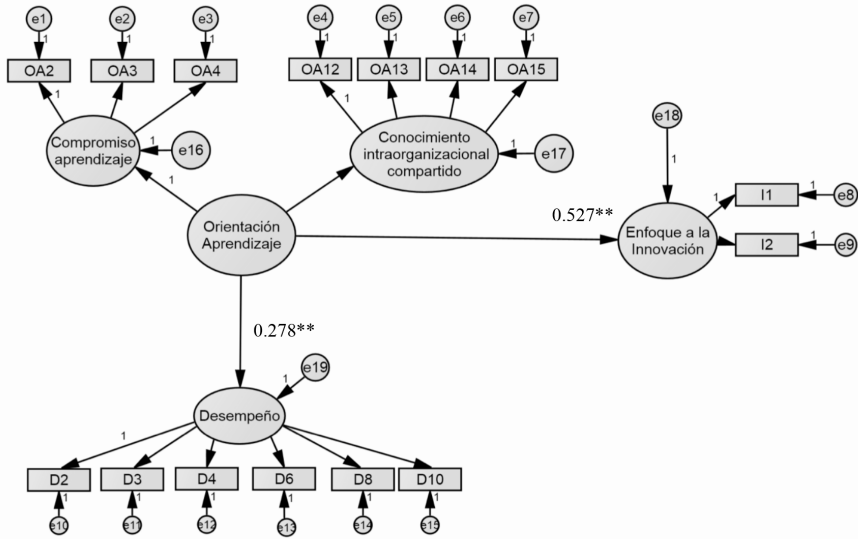 e1 e2 e3 e4 e5 e6 e7
1 1 1 1 1 1 1
OA2 OA3 OA4 OA12 OA13 OA14 OA15
1 1
Compromiso
aprendizaje
1 e16
Conocimiento
intraorganizacional
compartido
1 e17
e18
1
1
Orientación
Aprendizaje
0.527**
Enfoque a la
Innovación
1 I1 1 e8
I2 1 e9
0.278**
e19
1
Desempeño
1
D2 D3 D4 D6 D8 D10
1 1 1 1 1 1
e10 e11 e12 e13 e14 e15